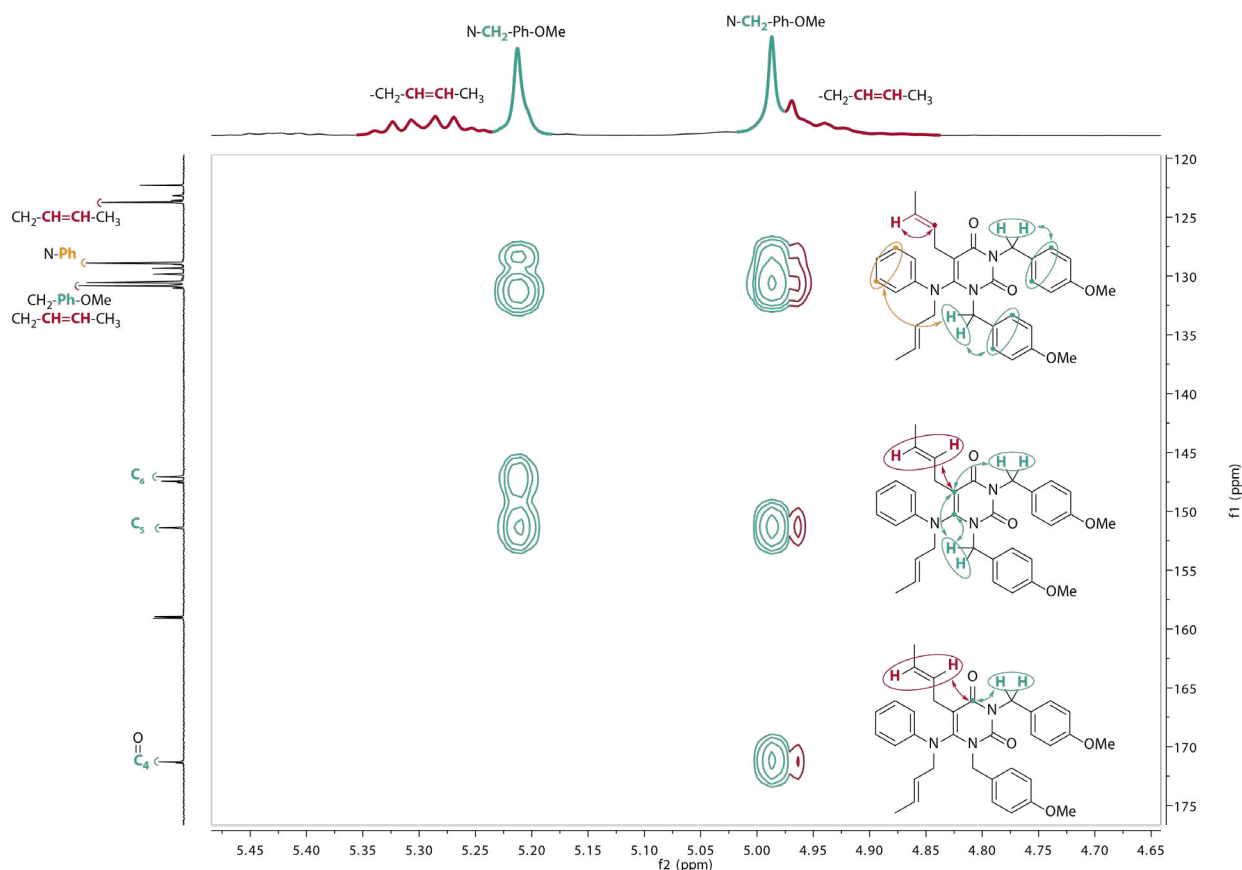 N-CH₂-Ph-OMe
N-CH₂-Ph-OMe
-CH₂-CH=CH-CH₃
-CH₂-CH=CH-CH₃
CH₂-CH=CH-CH₃
N-Ph
CH₂-Ph-OMe
CH₂-CH=CH-CH₃
C₆
C₅
O
C₄
H
O
H H
N
O
N
N
OMe
H
H
OMe
H H
O
H H
N
O
N
N
OMe
H
H
OMe
H H
O
H H
N
O
N
N
OMe
OMe
120
125
130
135
140
145
150
155
160
165
170
175
f1 (ppm)
5.45 5.40 5.35 5.30 5.25 5.20 5.15 5.10 5.05 5.00 4.95 4.90 4.85 4.80 4.75 4.70 4.65
f2 (ppm)